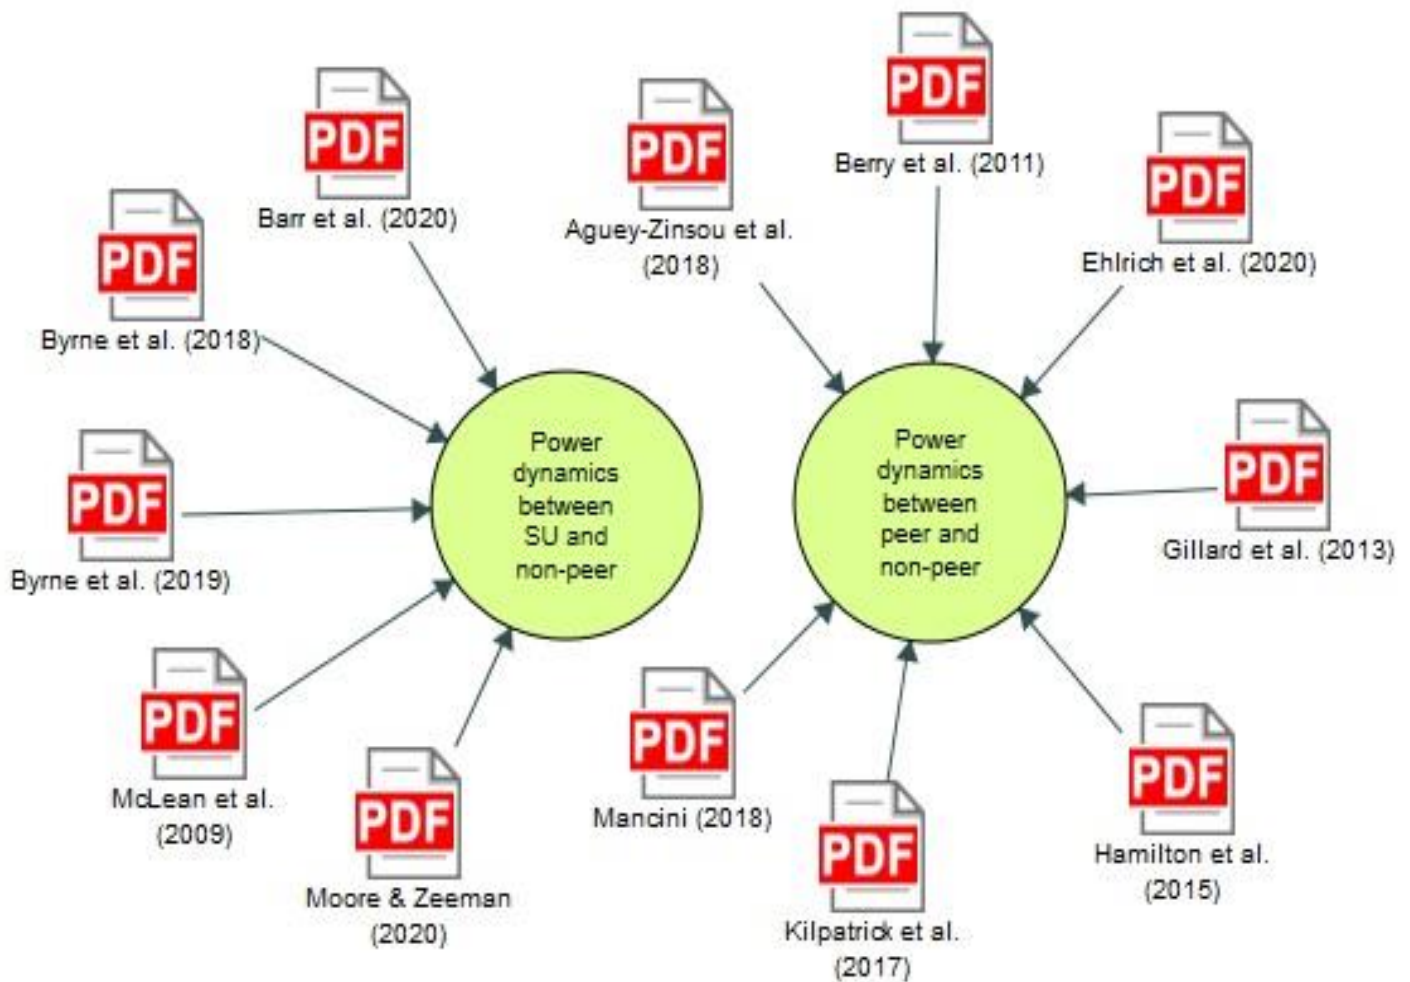 PDF
Barr et al. (2020)
PDF
Byrne et al. (2018)
PDF
Byrne et al. (2019)
PDF
McLean et al.
(2009)
PDF
Moore & Zeeman
(2020)
Power
dynamics
between
SU and
non-peer
PDF
Aguey-Zinsou et al.
(2018)
PDF
Berry et al. (2011)
PDF
Ehlrich et al. (2020)
PDF
Gillard et al. (2013)
PDF
Hamilton et al.
(2015)
PDF
Kilpatrick et al.
(2017)
PDF
Mancini (2018)
Power
dynamics
between
peer and
non-peer